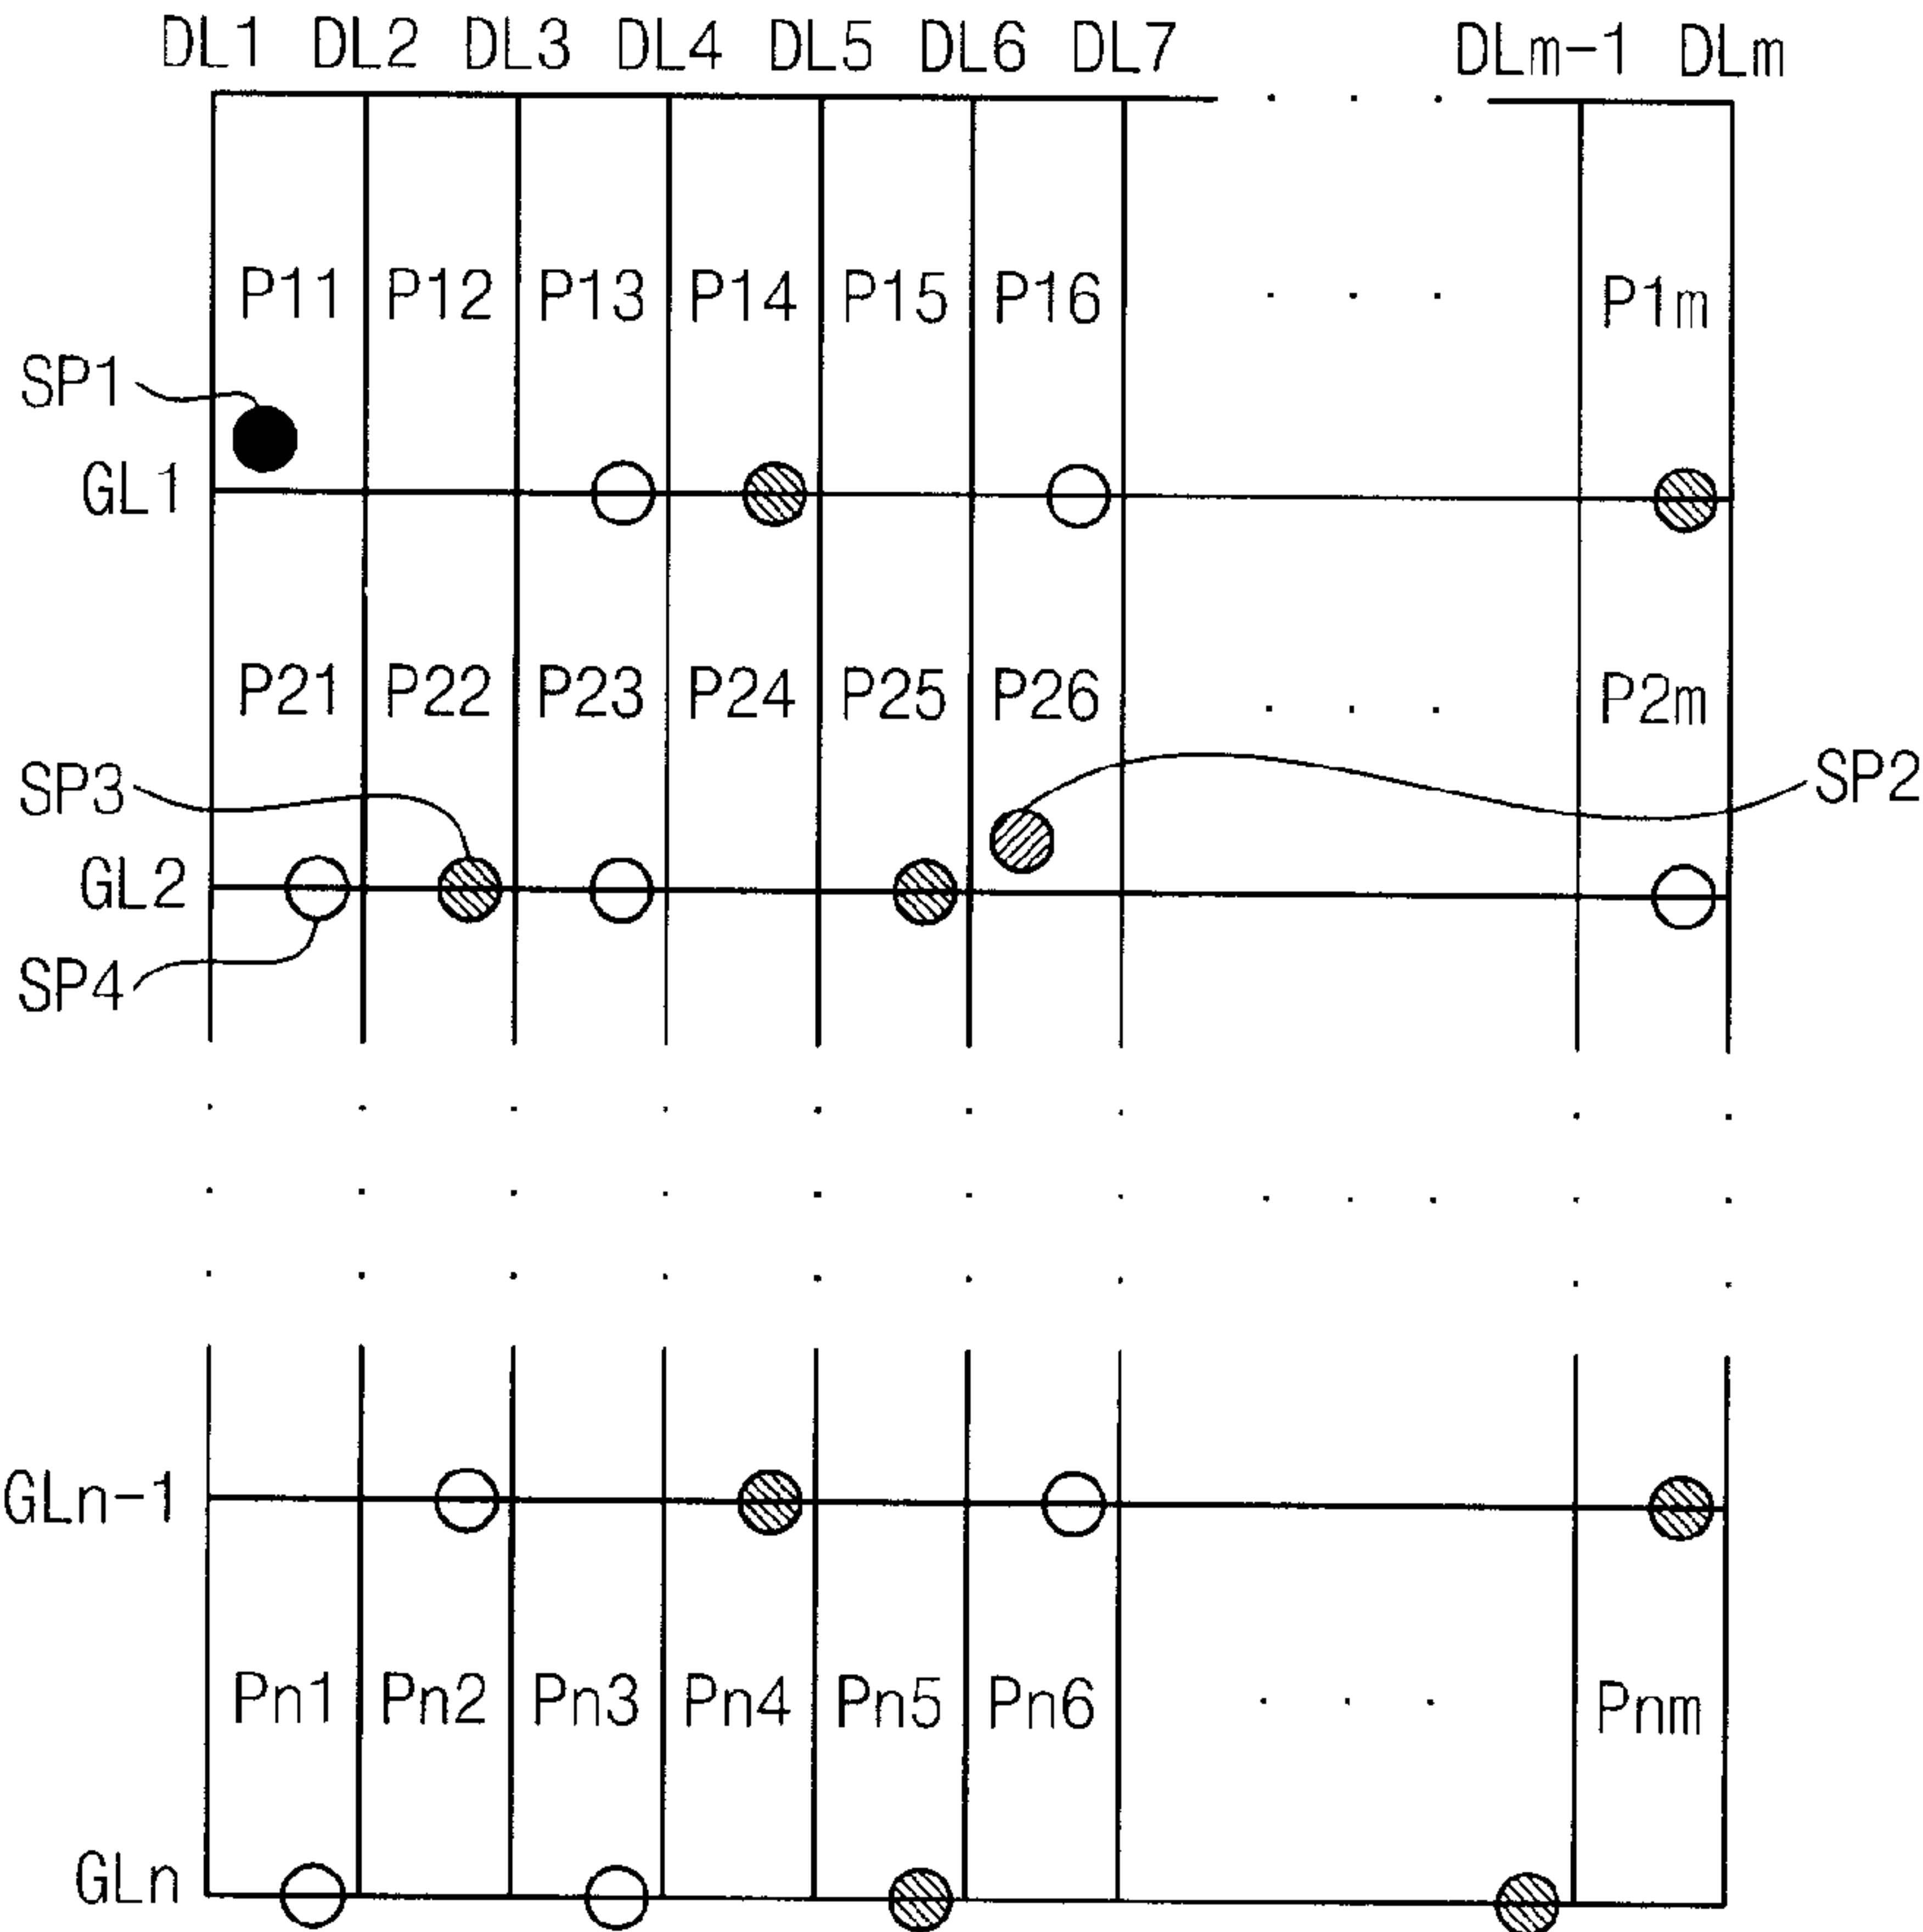 DL1 DL2 DL3 DL4 DL5 DL6 DL7 DLm-1 DLm
P11 P12 P13 P14 P15 P16 P1m
SP1
GL1
P21 P22 P23 P24 P25 P26 P2m
SP3 SP2
GL2
SP4
GLn-1
Pn1 Pn2 Pn3 Pn4 Pn5 Pn6 Pnm
GLn